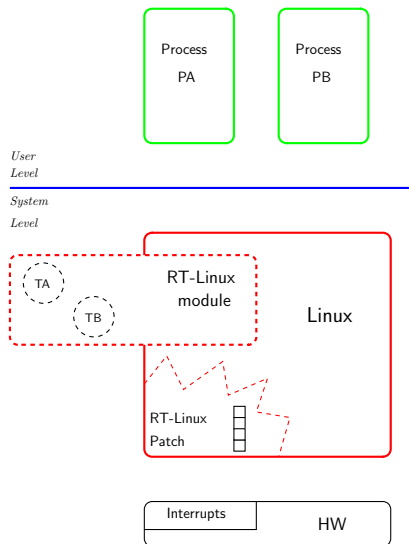 Process
PA
Process
PB
User
Level
System
Level
TA
TB
RT-Linux
module
Linux
RT-Linux
Patch
Interrupts
HW